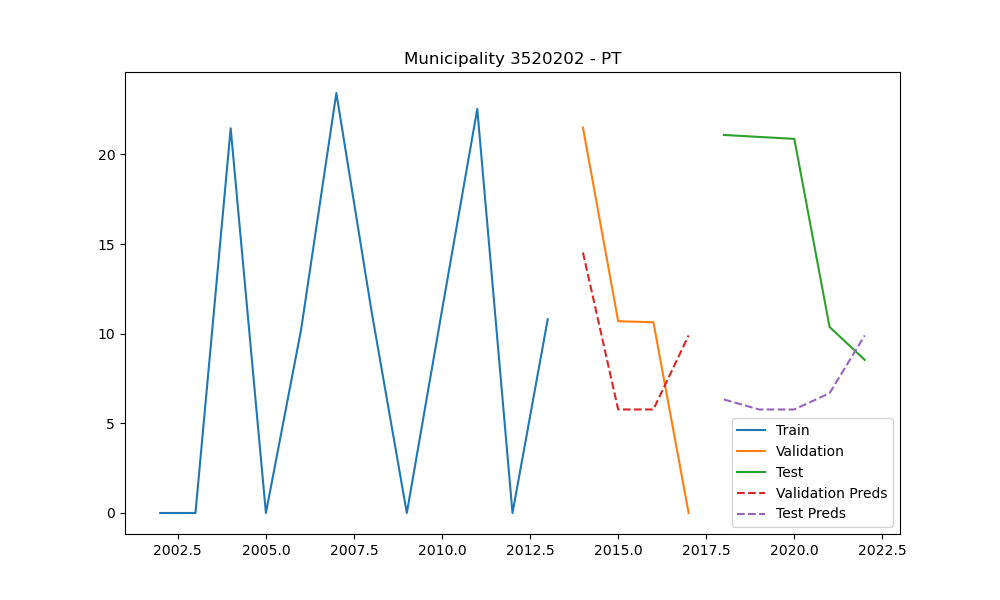 Municipality 3520202 - PT
20
15
10
5
0
2002.5 2005.0 2007.5 2010.0 2012.5 2015.0 2017.5 2020.0 2022.5
Train
Validation
Test
Validation Preds
Test Preds